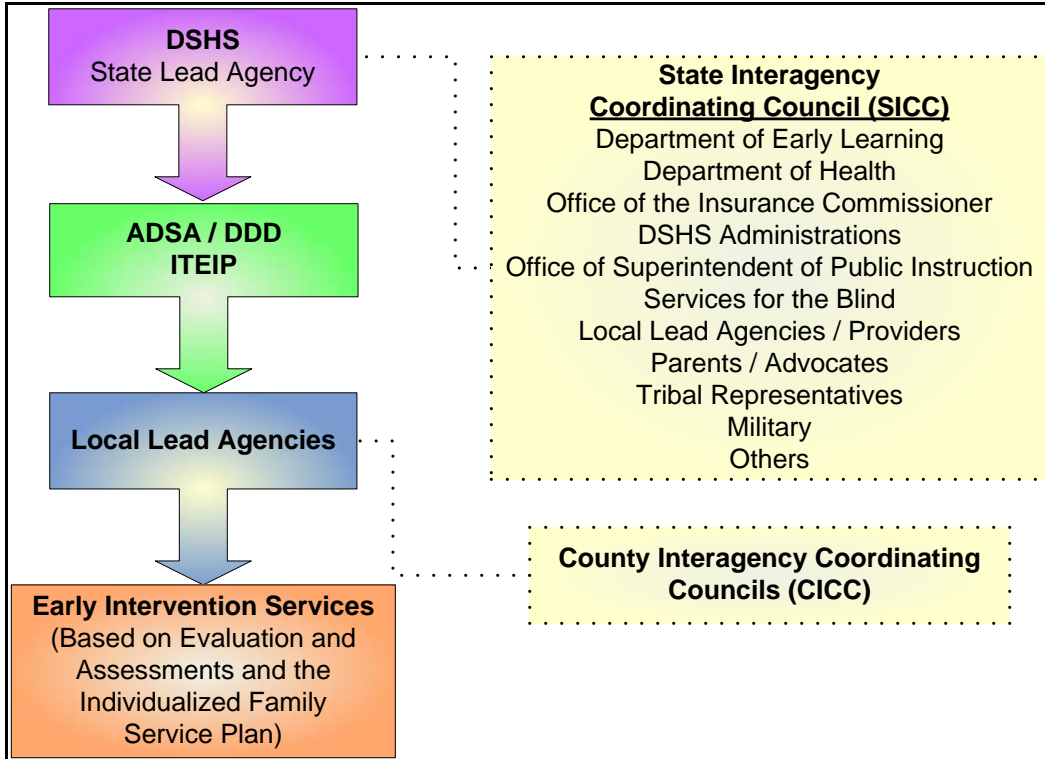 DSHS
State Lead Agency
ADSA / DDD
ITEIP
Local Lead Agencies
Early Intervention Services
(Based on Evaluation and
Assessments and the
Individualized Family
Service Plan)
State Interagency
Coordinating Council (SICC)
Department of Early Learning
Department of Health
Office of the Insurance Commissioner
DSHS Administrations
Office of Superintendent of Public Instruction
Services for the Blind
Local Lead Agencies / Providers
Parents / Advocates
Tribal Representatives
Military
Others
County Interagency Coordinating
Councils (CICC)